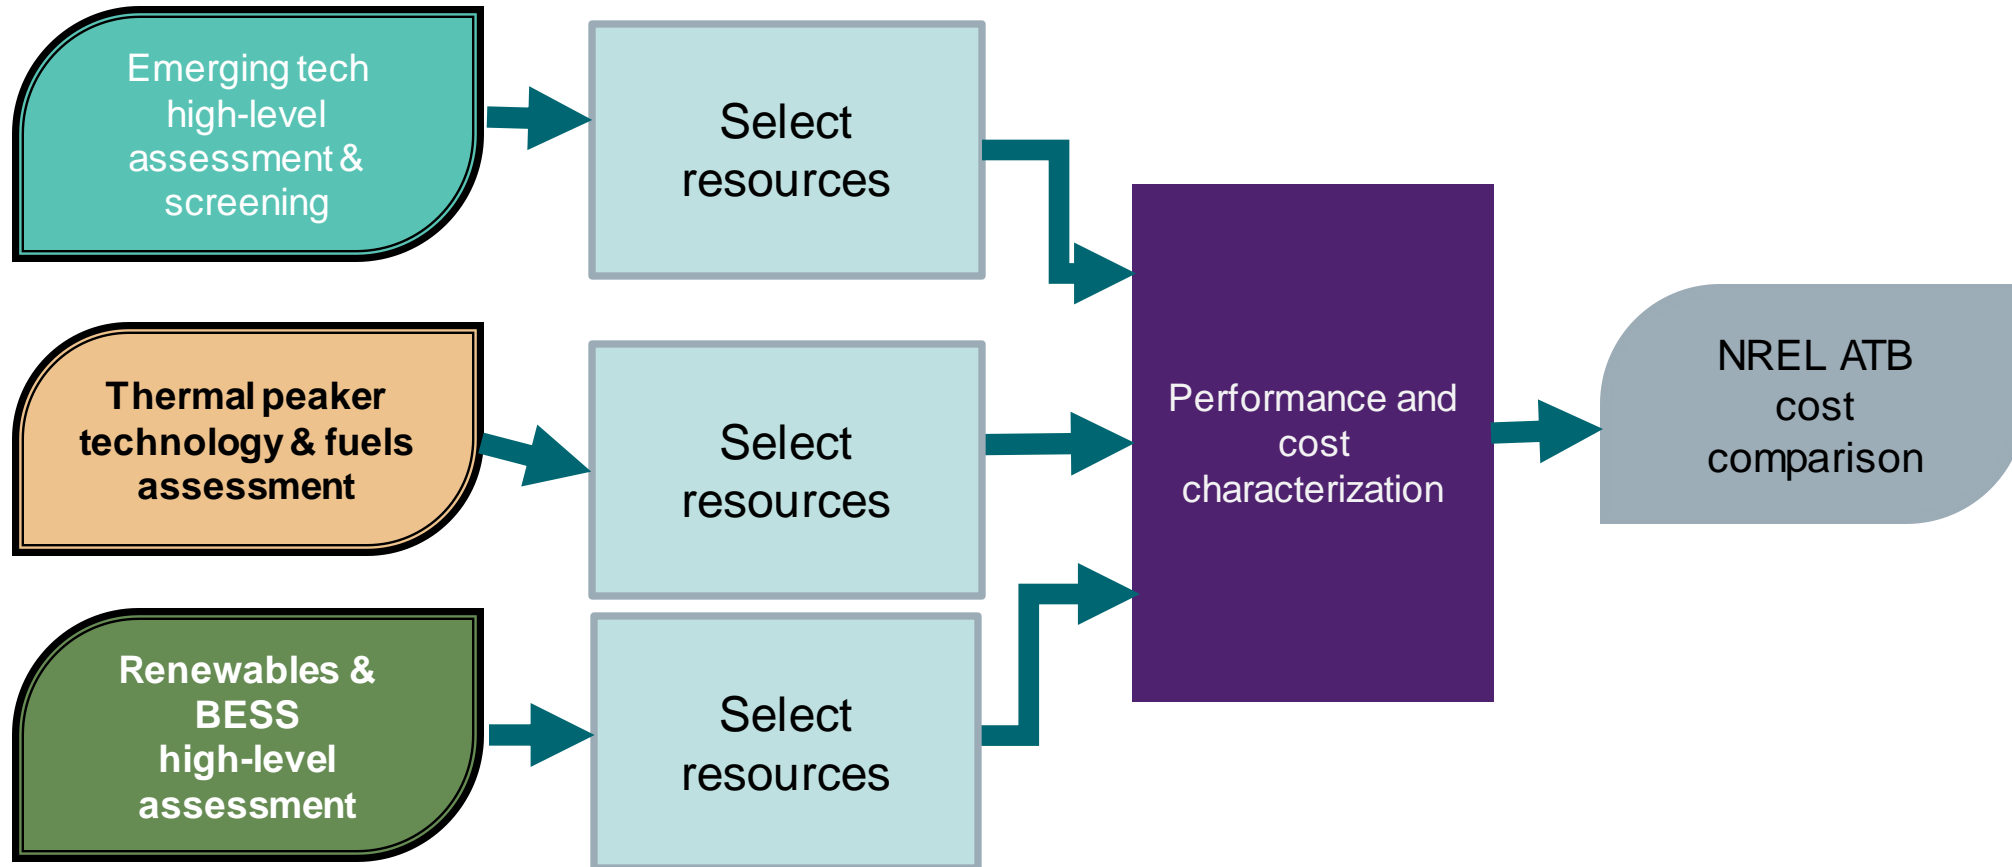 Emerging tech
high-level
assessment &
screening
Select
resources
Thermal peaker
technology & fuels
assessment
Select
resources
Renewables &
BESS
high-level
assessment
Select
resources
Performance and
cost
characterization
NREL ATB
cost
comparison